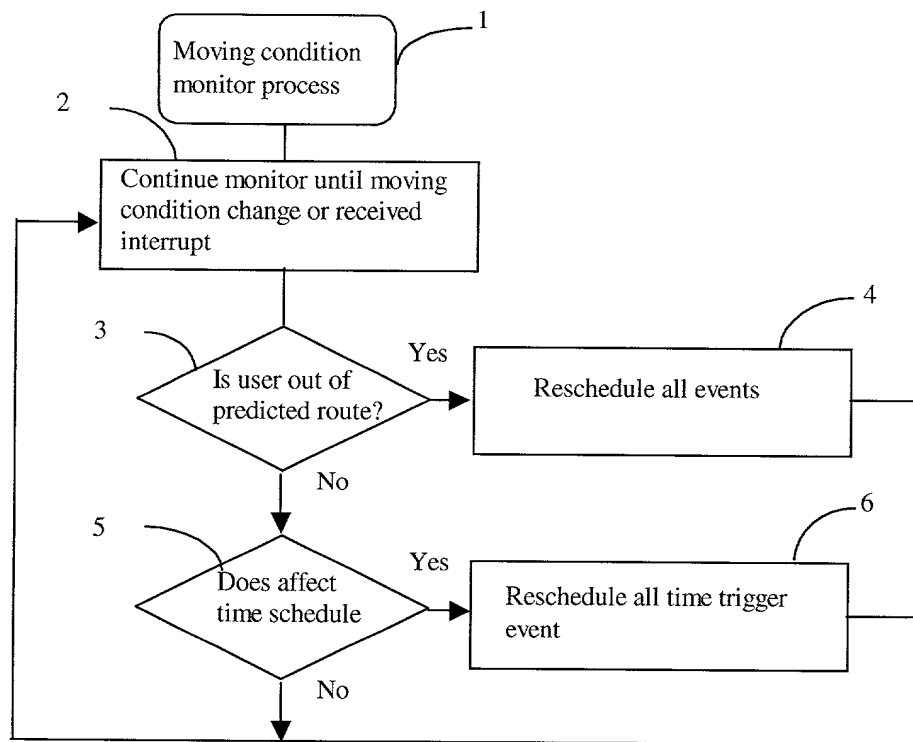 1
Moving condition
monitor process
2
Continue monitor until moving
condition change or received
interrupt
3
Is user out of
predicted route?
Yes
4
Reschedule all events
No
5
Does affect
time schedule
Yes
6
Reschedule all time trigger
event
No